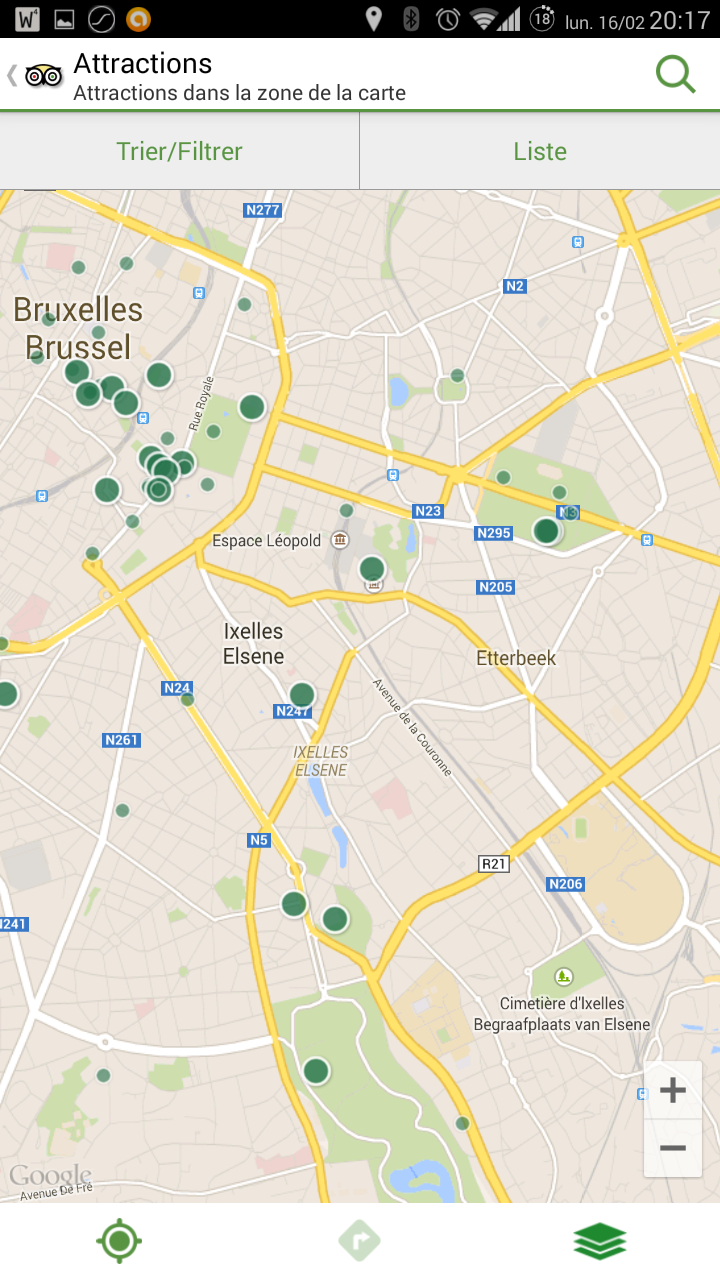 18
lun. 16/02
20:17
Attractions
Attractions dans la zone de la carte
Trier/Filtrer
Liste
N277
N2
Bruxelles
Brussel
Rue Royale
N23
N3
N295
Espace Léopold
N205
Ixelles
Elsene
Etterbeek
N24
N247
Avenue de la Couronne
N261
IXELLES
ELSENE
N5
R21
N206
N241
Cimetière d'Ixelles
Begraafplaats van Elsene
+
−
Google
Avenue De Fré